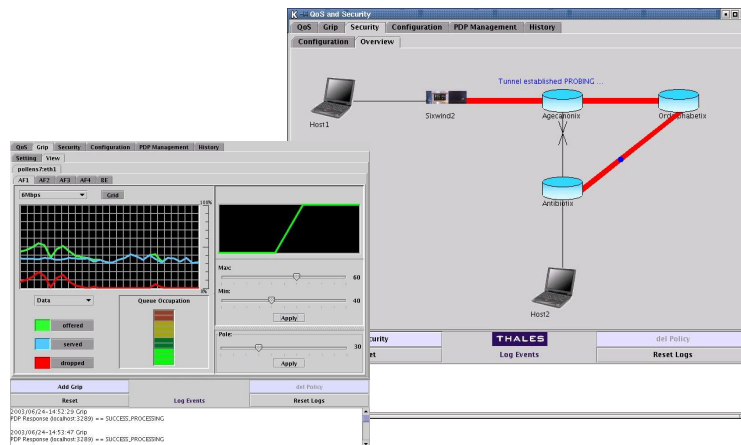 QoS and Security
QoS Grip Security Configuration PDP Management History
Configuration Overview
Tunnel established PROBING ...
Host1
Sixwind2
Agecanonix
Ordralphabetix
Antibiotix
Host2
THALES
del Policy
Log Events
Reset Logs
QoS Grip Security Configuration PDP Management History
Setting View
pollens7:eth1
AF1 AF2 AF3 AF4 BE
6Mbps Grid
100%
0%
Data
offered
served
dropped
Queue Occupation
Max:
60
Min:
40
Apply
Pole:
30
Apply
Add Grip del Policy
Reset Log Events Reset Logs
2003/06/24-14:52:29 Grip
PDP Response (localhost:3289) == SUCCESS_PROCESSING
2003/06/24-14:53:47 Grip
PDP Response (localhost:3289) == SUCCESS_PROCESSING